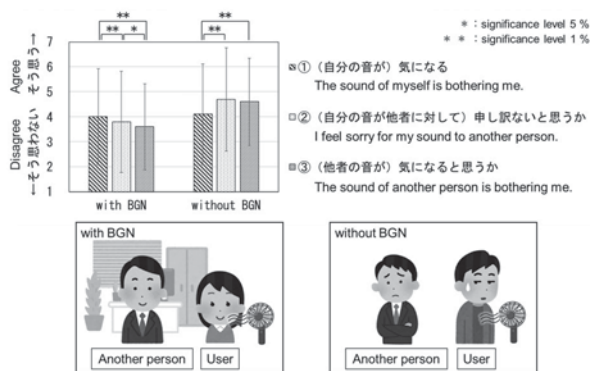 ** **
** * **
＊：significance level 5 %
＊＊：significance level 1 %
Agree
そう思う→
Disagree
←そう思わない
7
6
5
4
3
2
1
with BGN without BGN
①（自分の音が）気になる
The sound of myself is bothering me.
②（自分の音が他者に対して）申し訳ないと思うか
I feel sorry for my sound to another person.
③（他者の音が）気になると思うか
The sound of another person is bothering me.
with BGN
Another person User
without BGN
Another person User